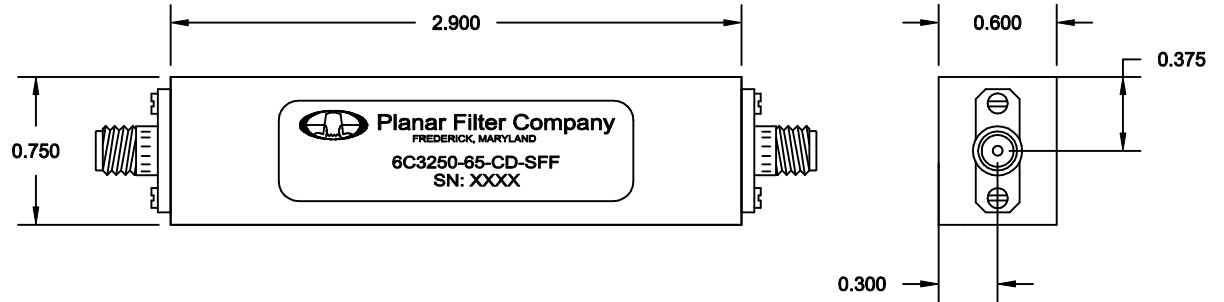 2.900
0.600
0.375
0.750
Planar Filter Company
FREDERICK, MARYLAND
6C3250-65-CD-SFF
SN: XXXX
0.300